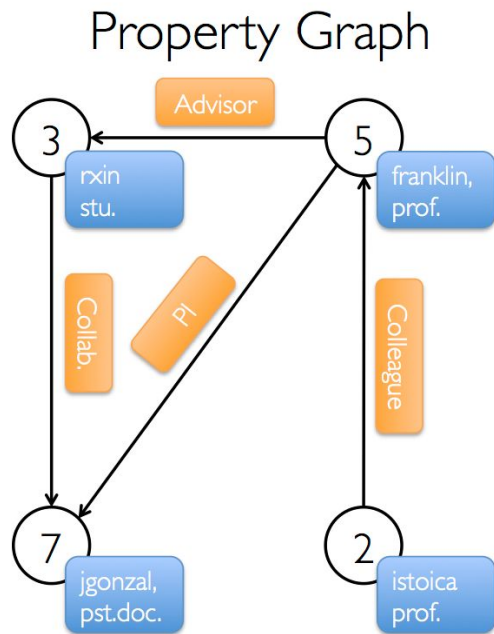 Property Graph
Advisor
3
5
rxin
stu.
franklin,
prof.
Collab.
PI
Colleague
7
2
jgonzal,
pst.doc.
istoica
prof.